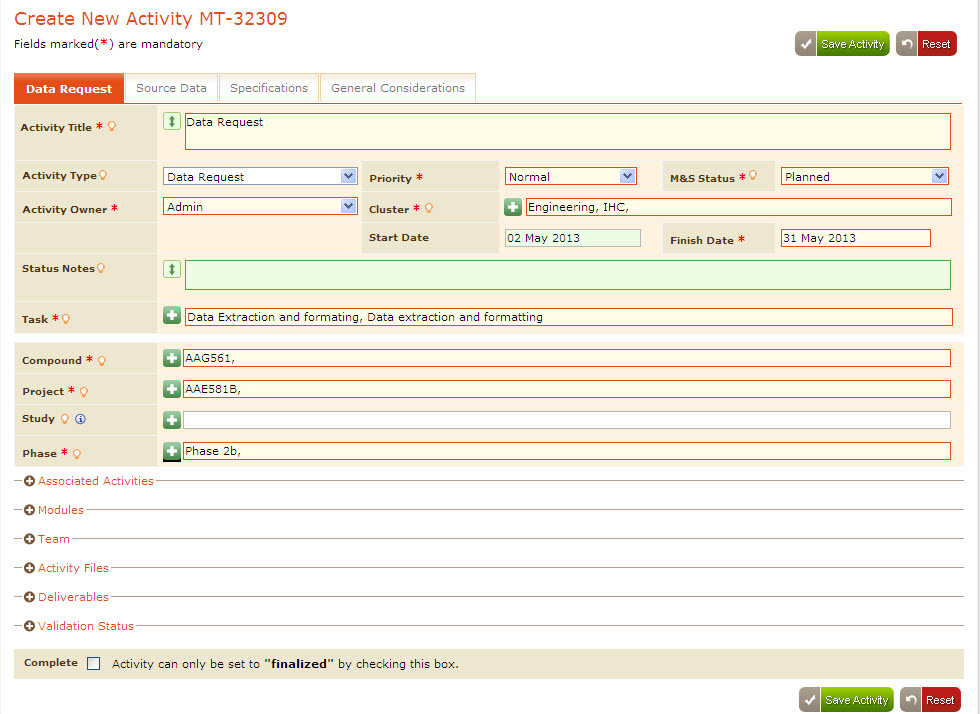 Create New Activity MT-32309
Fields marked(*) are mandatory
Save Activity Reset
Data Request Source Data Specifications General Considerations
Activity Title * Data Request
Activity Type Data Request Priority * Normal M&S Status * Planned
Activity Owner * Admin Cluster * Engineering, IHC,
Start Date 02 May 2013 Finish Date * 31 May 2013
Status Notes
Task * Data Extraction and formating, Data extraction and formatting
Compound * AAG561,
Project * AAE581B,
Study
Phase * Phase 2b,
Associated Activities
Modules
Team
Activity Files
Deliverables
Validation Status
Complete Activity can only be set to "finalized" by checking this box.
Save Activity Reset